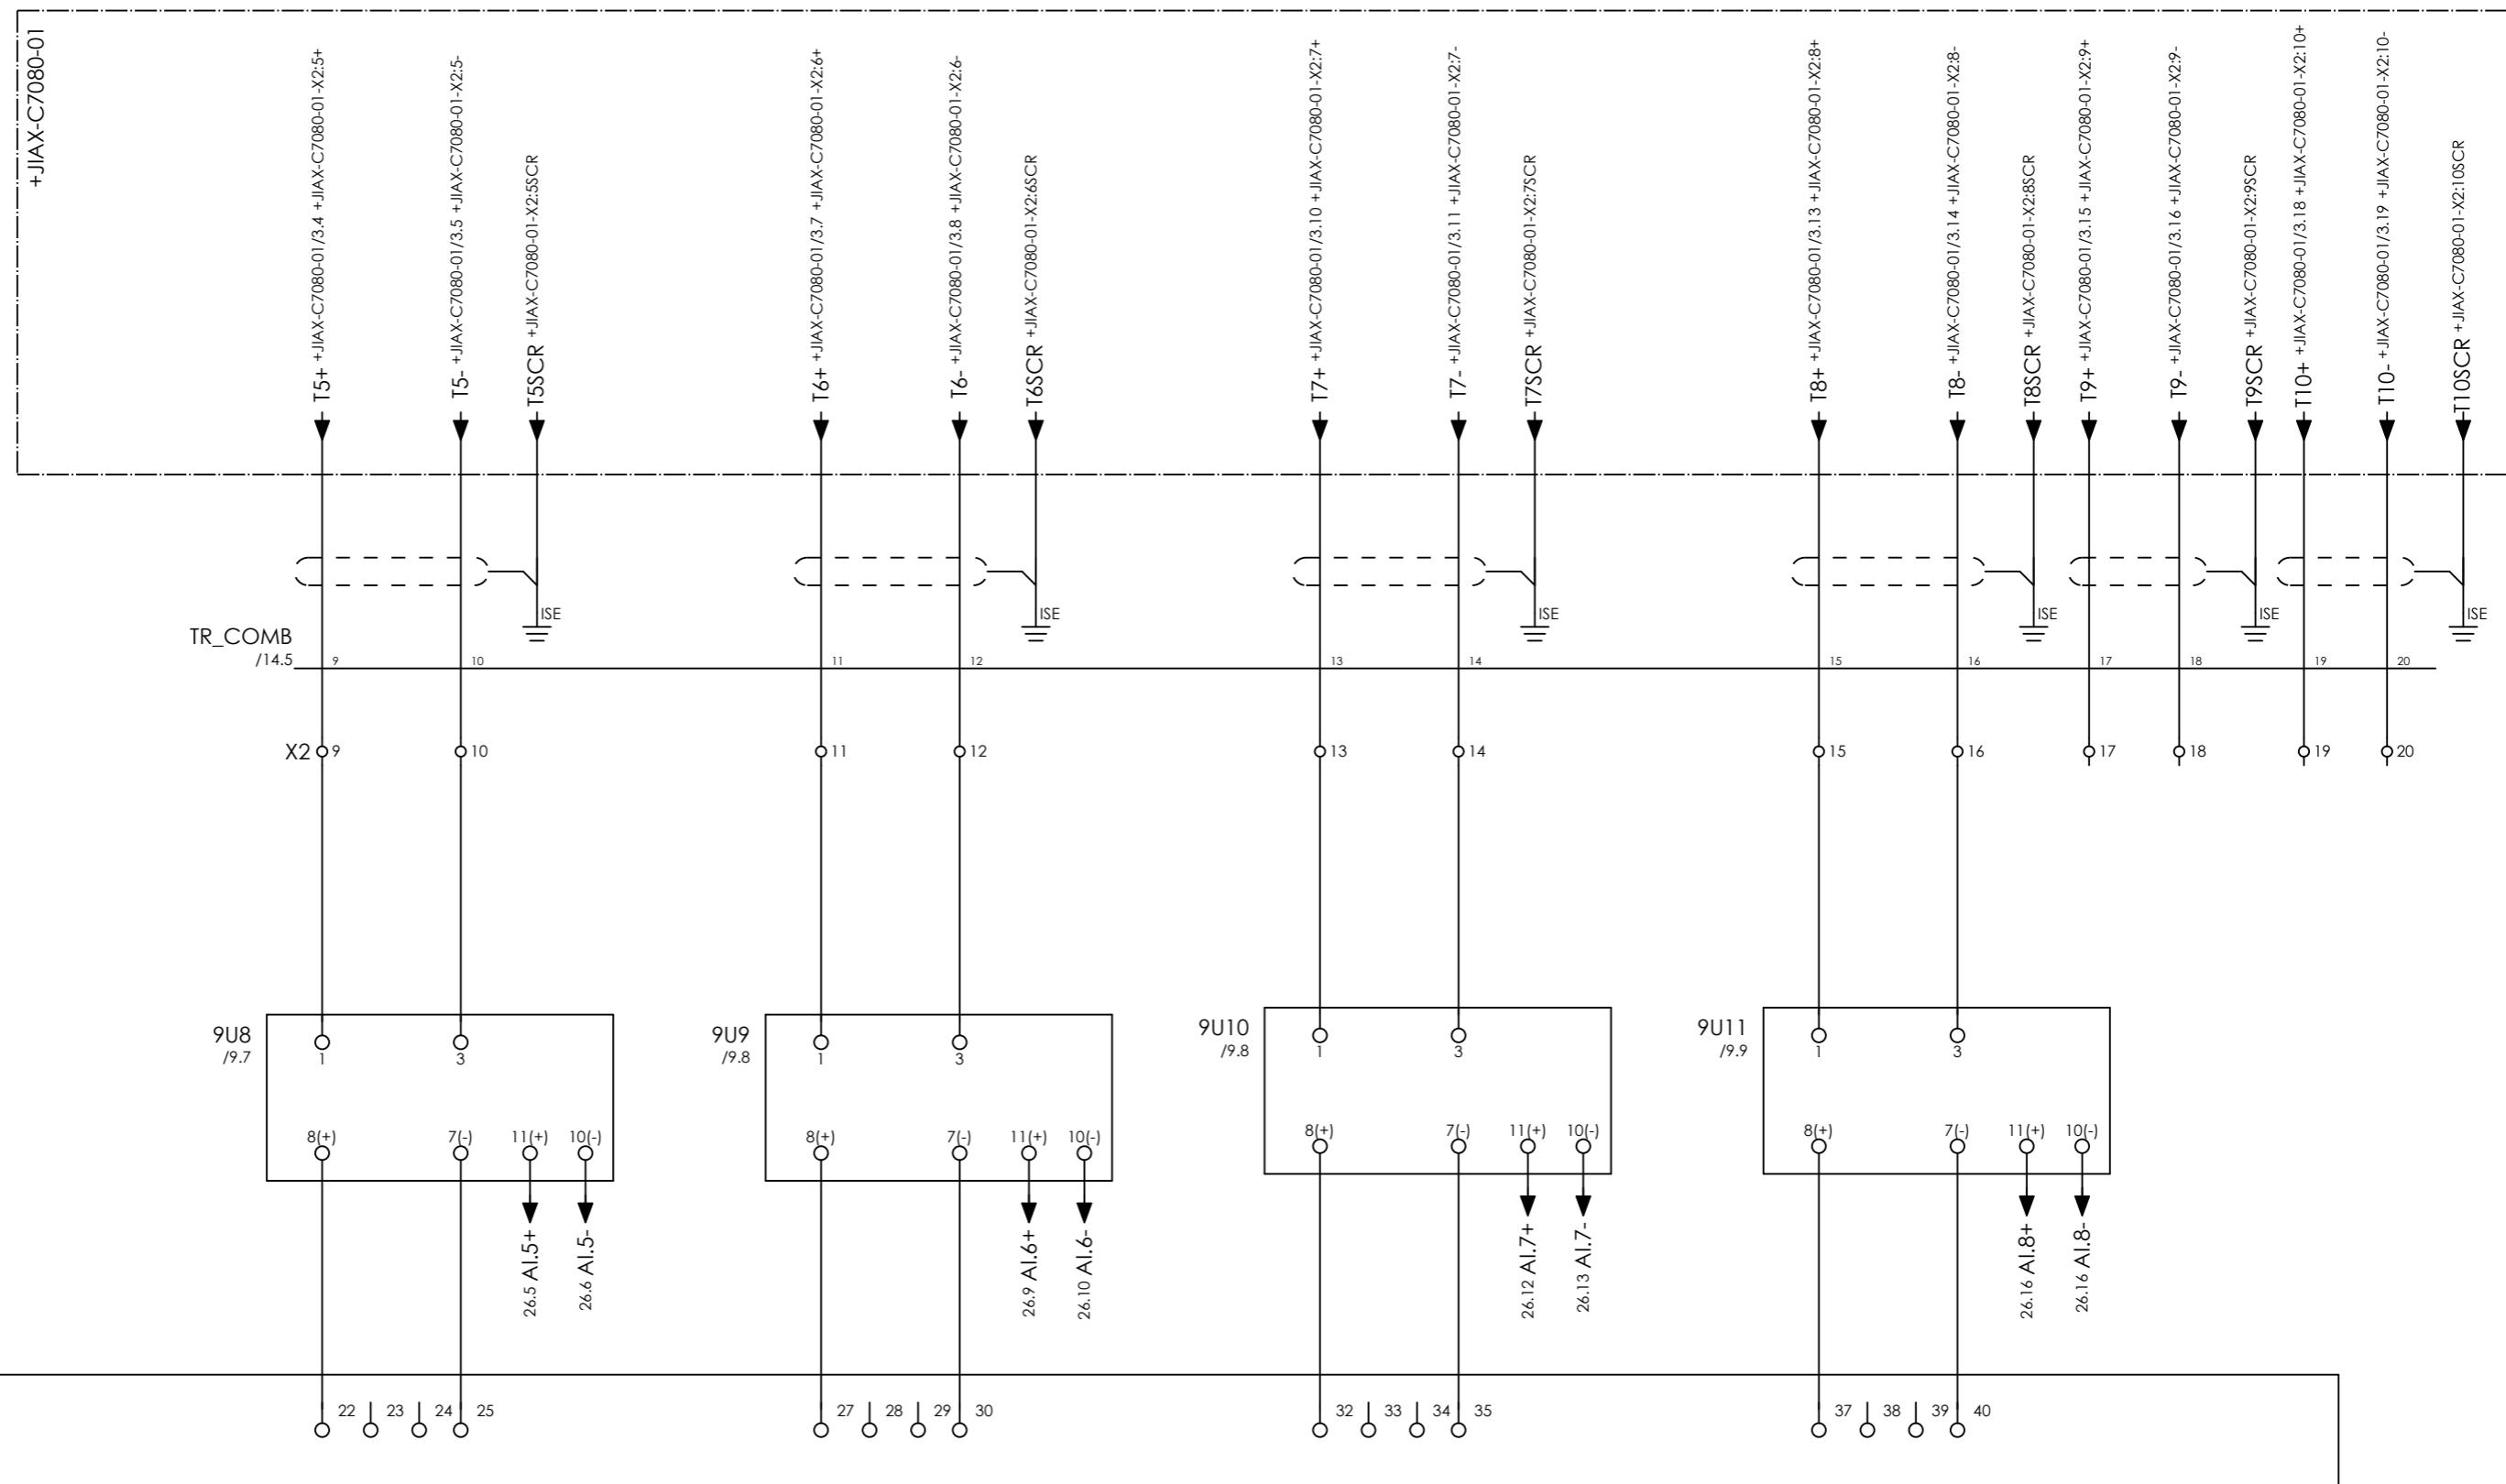 +JIAX-C7080-01
T5+ +JIAX-C7080-01/3.4 +JIAX-C7080-01-X2:5+
T5- +JIAX-C7080-01/3.5 +JIAX-C7080-01-X2:5-
T5SCR +JIAX-C7080-01-X2:5SCR
T6+ +JIAX-C7080-01/3.7 +JIAX-C7080-01-X2:6+
T6- +JIAX-C7080-01/3.8 +JIAX-C7080-01-X2:6-
T6SCR +JIAX-C7080-01-X2:6SCR
T7+ +JIAX-C7080-01/3.10 +JIAX-C7080-01-X2:7+
T7- +JIAX-C7080-01/3.11 +JIAX-C7080-01-X2:7-
T7SCR +JIAX-C7080-01-X2:7SCR
T8+ +JIAX-C7080-01/3.13 +JIAX-C7080-01-X2:8+
T8- +JIAX-C7080-01/3.14 +JIAX-C7080-01-X2:8-
T8SCR +JIAX-C7080-01-X2:8SCR
T9+ +JIAX-C7080-01/3.15 +JIAX-C7080-01-X2:9+
T9- +JIAX-C7080-01/3.16 +JIAX-C7080-01-X2:9-
T9SCR +JIAX-C7080-01-X2:9SCR
T10+ +JIAX-C7080-01/3.18 +JIAX-C7080-01-X2:10+
T10- +JIAX-C7080-01/3.19 +JIAX-C7080-01-X2:10-
T10SCR +JIAX-C7080-01-X2:10SCR
ISE ISE ISE ISE ISE ISE
TR_COMB
/14.5 9 10 11 12 13 14 15 16 17 18 19 20
X2 9 10 11 12 13 14 15 16 17 18 19 20
9U8
/9.7
1 3
8(+) 7(-) 11(+) 10(-)
26.5 AI.5+
26.6 AI.5-
9U9
/9.8
1 3
8(+) 7(-) 11(+) 10(-)
26.9 AI.6+
26.10 AI.6-
9U10
/9.8
1 3
8(+) 7(-) 11(+) 10(-)
26.12 AI.7+
26.13 AI.7-
9U11
/9.9
1 3
8(+) 7(-) 11(+) 10(-)
26.16 AI.8+
26.16 AI.8-
22 23 24 25 27 28 29 30 32 33 34 35 37 38 39 40